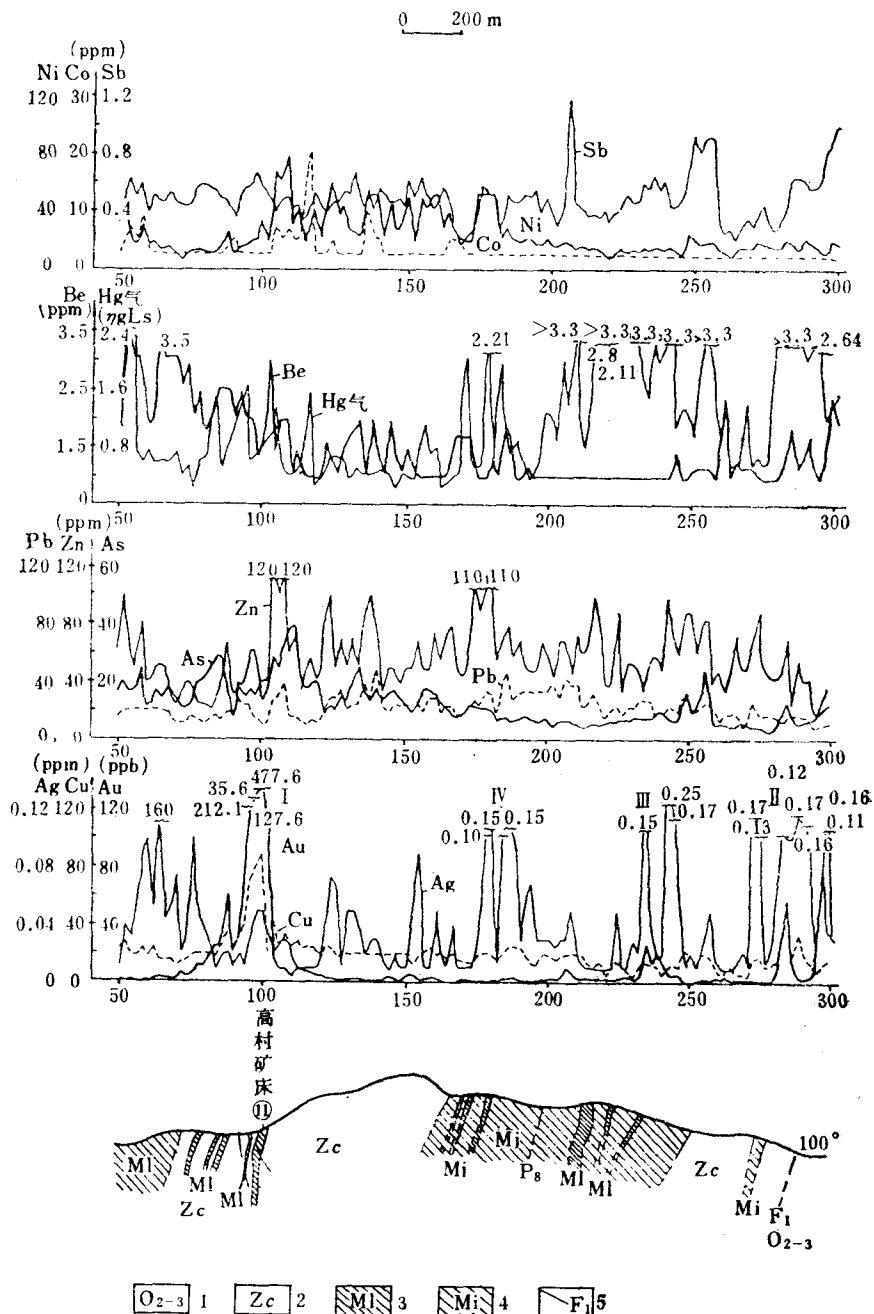 0 200 m
(ppm)
Ni Co Sb
120 30 1.2
80 20 0.8
40 10 0.4
0 0
Sb
Ni
Co
50 100 150 200 250 300
Be Hg气
(ppm) (ηgLs)
3.5 2.4
2.5 1.6
1.5 0.8
0
3.5
Be
Hg气
2.21
>3.3 >3.3 3.3 3.3 >3.3 >3.3 2.64
2.8
2.11
50 100 150 200 250 300
(ppm)
Pb Zn As
120 120 60
80 80 40
40 40 20
0, 0
120 120
Zn
As
110 110
Pb
50 100 150 200 250 300
(ppm) (ppb)
Ag Cu Au
0.12 120 120
0.08 80 80
0.04 40 40
0 0
160
35.6
212.1
477.6
I
127.6
Au
Cu
Ag
IV
0.15
0.10
0.15
III
0.15
0.25
0.17
0.12
0.17
II
0.13
0.17
0.16
0.16
0.11
50 100 150 200 250 300
高村矿床⑪
Ml
Ml
Ml
Zc
Zc
Mi
Mi
P₈
Ml
Ml
Zc
Mi
100°
F₁
O₂₋₃
O₂₋₃ 1 Zc 2 Ml 3 Mi 4 F₁ 5